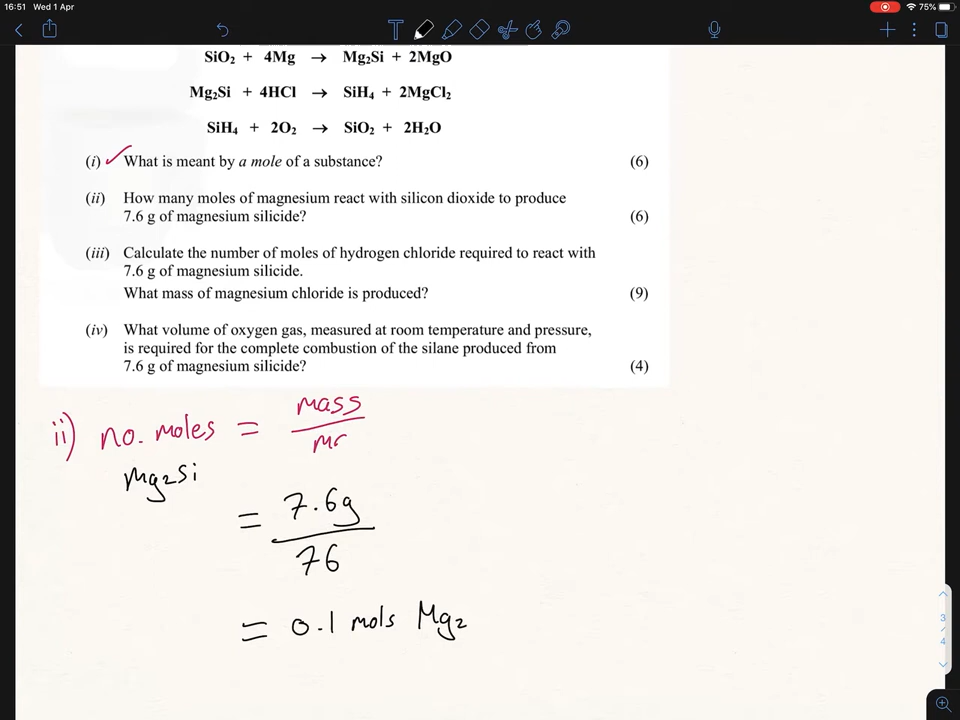 16:51 Wed 1 Apr 75%
SiO₂ + 4Mg → Mg₂Si + 2MgO
Mg₂Si + 4HCl → SiH₄ + 2MgCl₂
SiH₄ + 2O₂ → SiO₂ + 2H₂O
(i) What is meant by a mole of a substance? (6)
(ii) How many moles of magnesium react with silicon dioxide to produce
7.6 g of magnesium silicide? (6)
(iii) Calculate the number of moles of hydrogen chloride required to react with
7.6 g of magnesium silicide.
What mass of magnesium chloride is produced? (9)
(iv) What volume of oxygen gas, measured at room temperature and pressure,
is required for the complete combustion of the silane produced from
7.6 g of magnesium silicide? (4)
ii) no. moles = mass
mr
Mg₂Si
= 7.6g
76
= 0.1 mols Mg₂
3
/
4